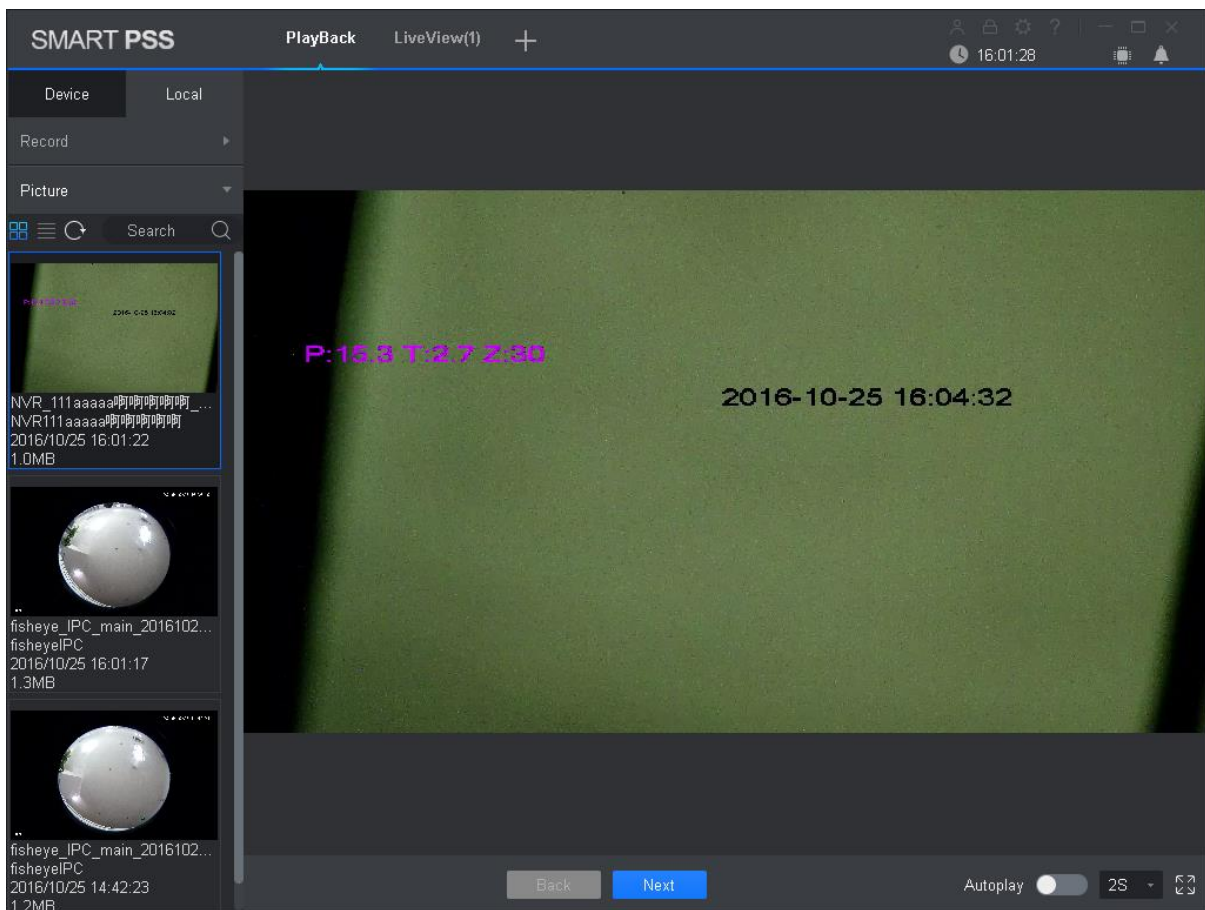 SMART PSS
PlayBack
LiveView(1)
16:01:28
Device
Local
Record
Picture
Search
NVR_111aaaaa啊啊啊啊啊_...
NVR111aaaaa啊啊啊啊啊
2016/10/25 16:01:22
1.0MB
fisheye_IPC_main_2016102...
fisheyeIPC
2016/10/25 16:01:17
1.3MB
fisheye_IPC_main_2016102...
fisheyeIPC
2016/10/25 14:42:23
1.2MB
P:15.3 T:2.7 Z:30
2016-10-25 16:04:32
Back
Next
Autoplay
2S